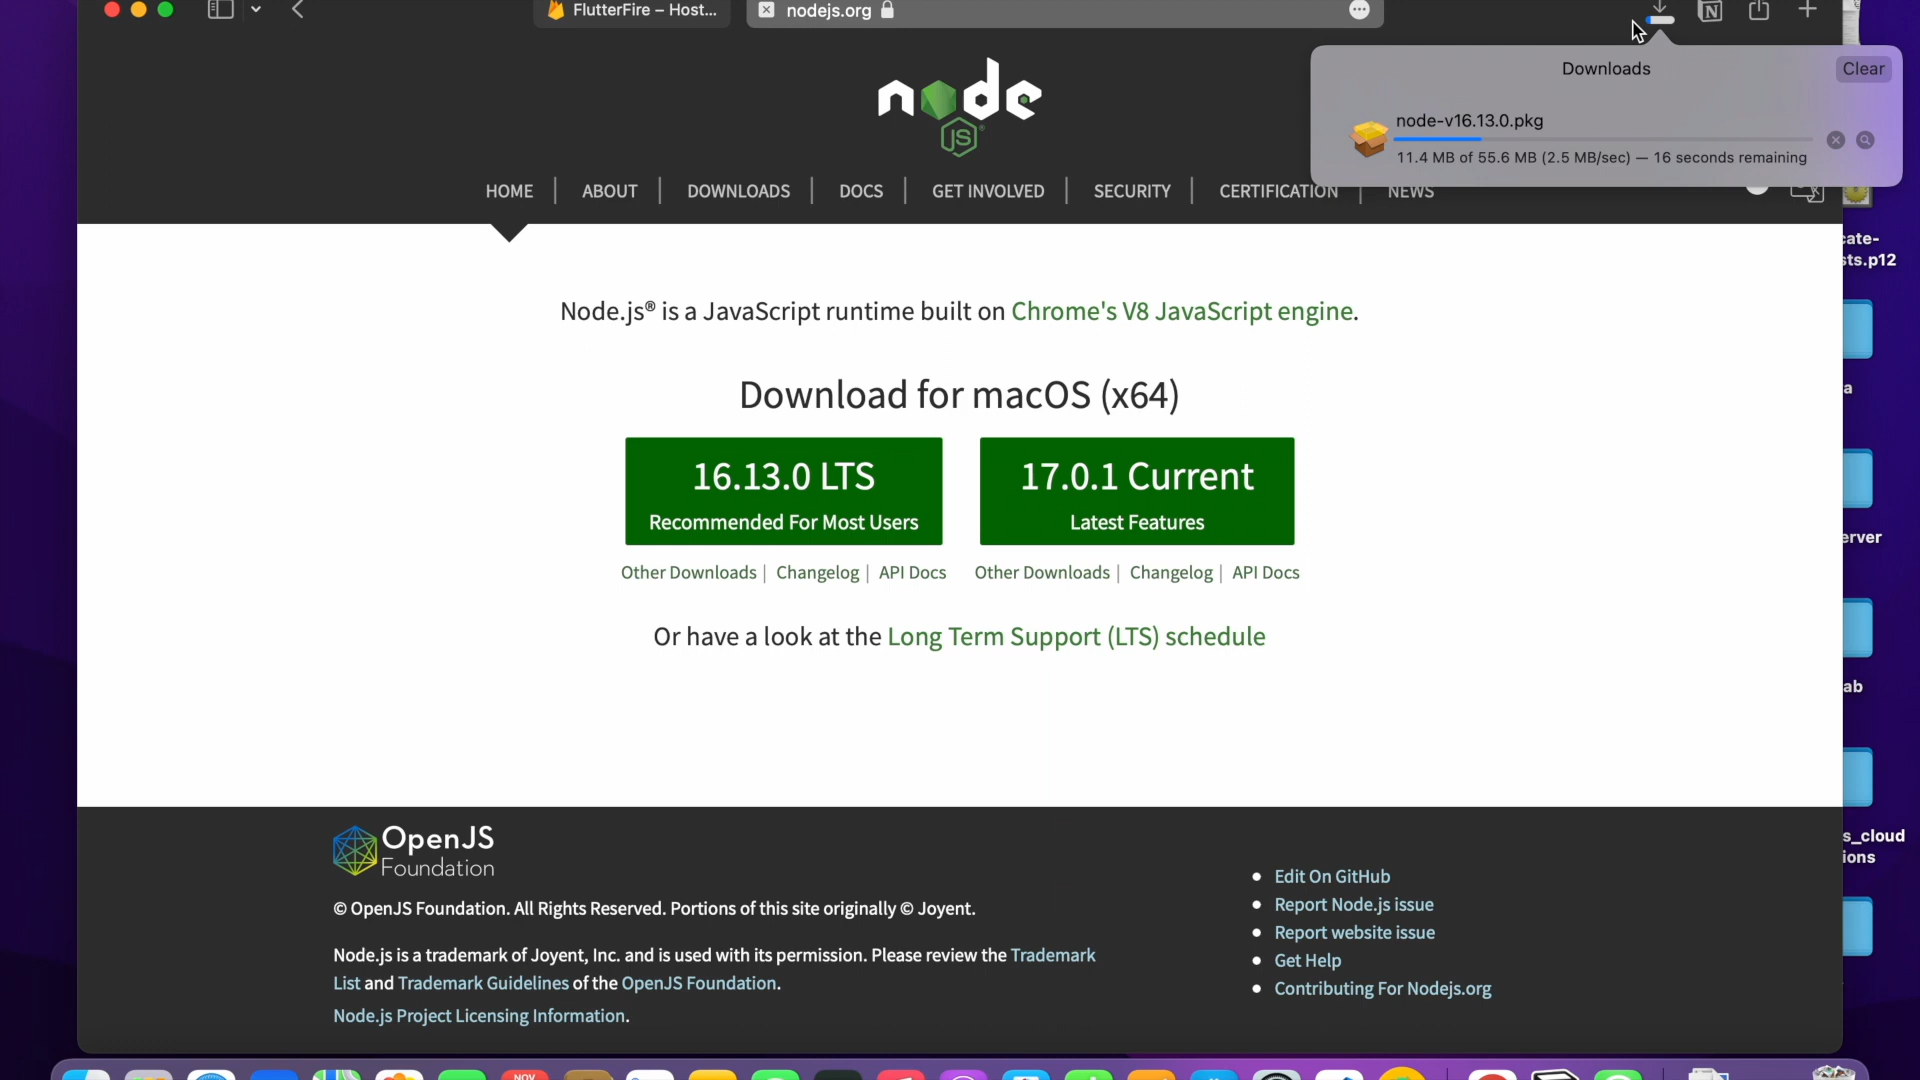 FlutterFire – Host...
nodejs.org
Downloads
Clear
node-v16.13.0.pkg
11.4 MB of 55.6 MB (2.5 MB/sec) — 16 seconds remaining
node
JS
HOME
ABOUT
DOWNLOADS
DOCS
GET INVOLVED
SECURITY
CERTIFICATION
NEWS
Node.js® is a JavaScript runtime built on Chrome's V8 JavaScript engine.
Download for macOS (x64)
16.13.0 LTS
Recommended For Most Users
17.0.1 Current
Latest Features
Other Downloads | Changelog | API Docs
Other Downloads | Changelog | API Docs
Or have a look at the Long Term Support (LTS) schedule
OpenJS
Foundation
© OpenJS Foundation. All Rights Reserved. Portions of this site originally © Joyent.
Node.js is a trademark of Joyent, Inc. and is used with its permission. Please review the Trademark
List and Trademark Guidelines of the OpenJS Foundation.
Node.js Project Licensing Information.
Edit On GitHub
Report Node.js issue
Report website issue
Get Help
Contributing For Nodejs.org
cate-
sts.p12
a
erver
ab
s_cloud
ions
NOV